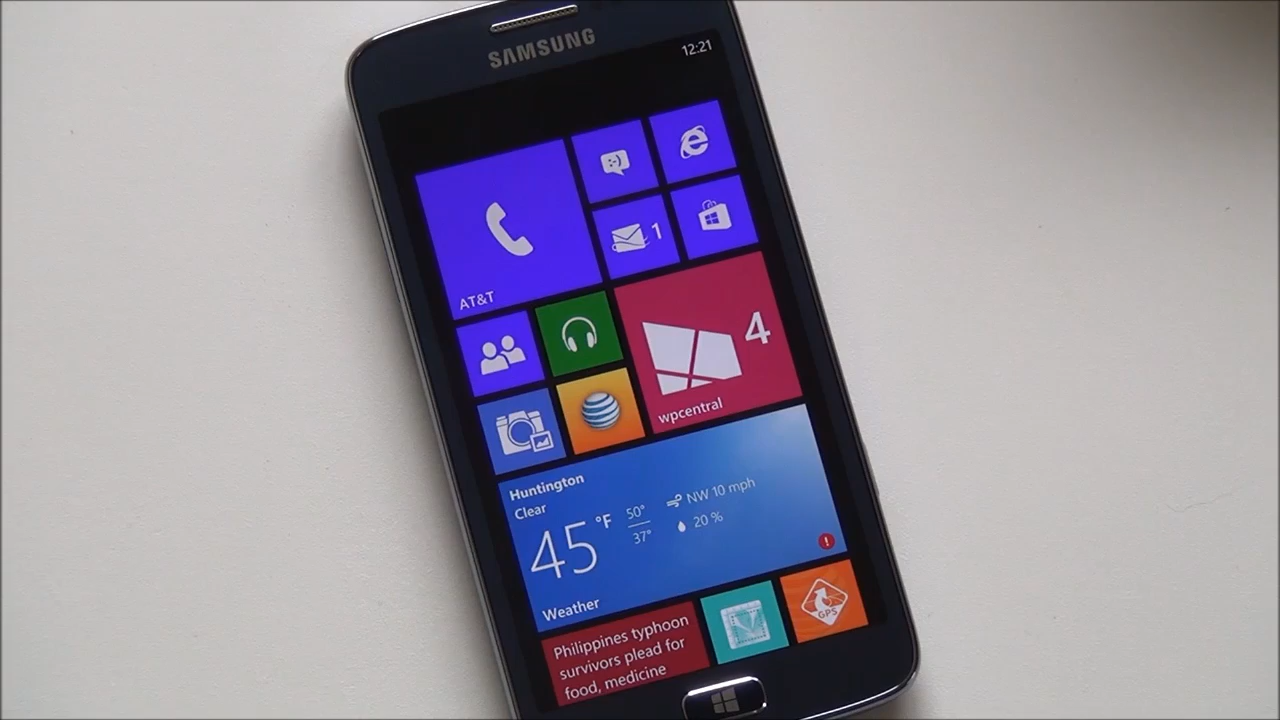 SAMSUNG
12:21
1
AT&T
4
wpcentral
Huntington
Clear
45 °F
50°
37°
NW 10 mph
20 %
!
Weather
Philippines typhoon
survivors plead for
food, medicine
GPS